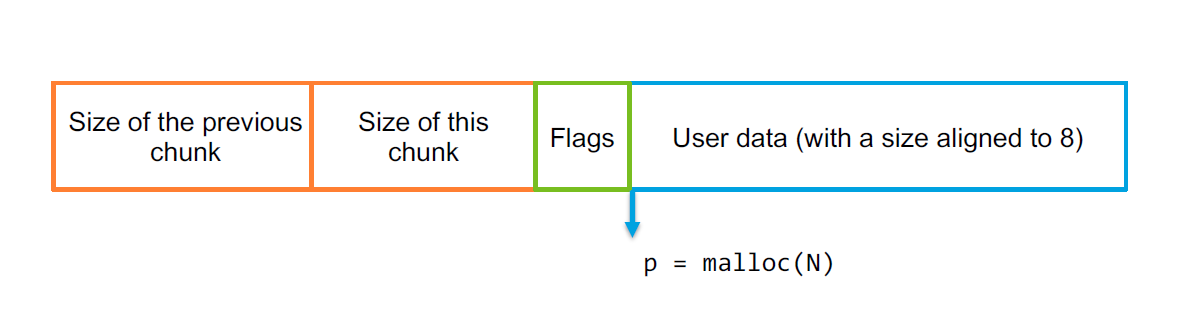 Size of the previous
chunk
Size of this
chunk
Flags
User data (with a size aligned to 8)
p = malloc(N)